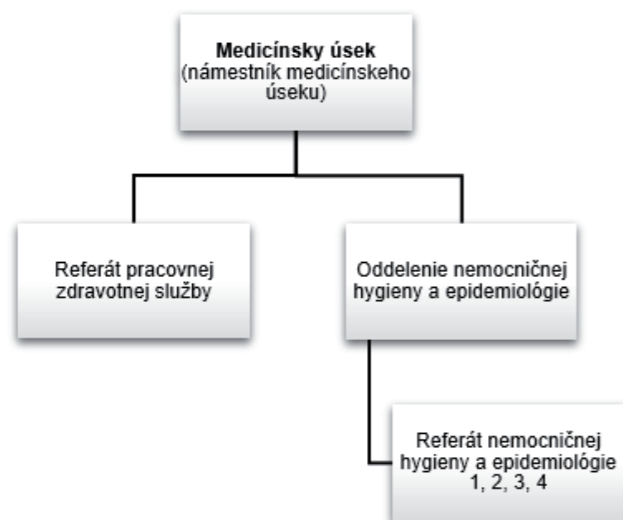 Medicínsky úsek
(námestník medicínskeho
úseku)
Referát pracovnej
zdravotnej služby
Oddelenie nemocničnej
hygieny a epidemiológie
Referát nemocničnej
hygieny a epidemiológie
1, 2, 3, 4